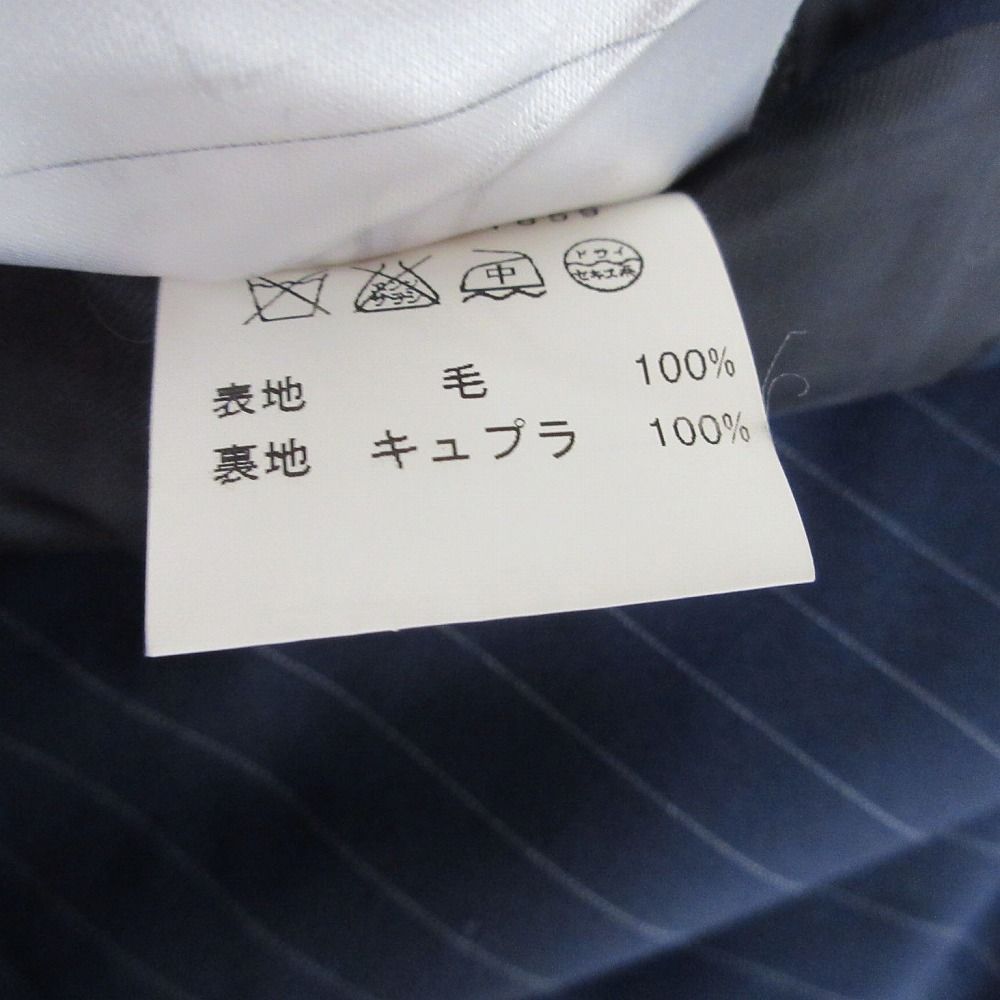 中 ドライ セキユ系
表地 毛 100%
裏地 キュプラ 100%